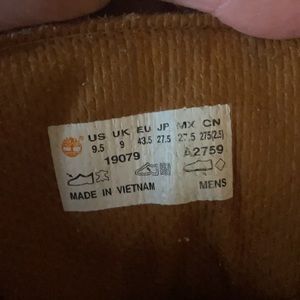 US UK EU JP MX CN
9.5 9 43.5 27.5 27.5 275(2.5)
19079 A2759
MADE IN VIETNAM MENS